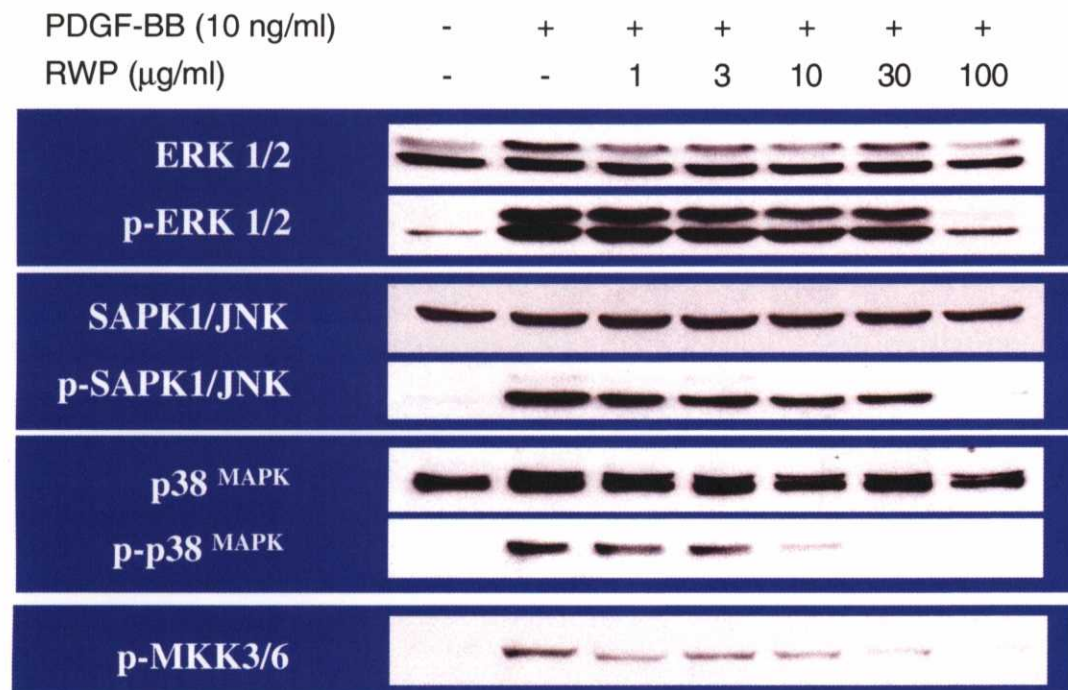 PDGF-BB (10 ng/ml) - + + + + + +
RWP (μg/ml) - - 1 3 10 30 100
ERK 1/2
p-ERK 1/2
SAPK1/JNK
p-SAPK1/JNK
p38 MAPK
p-p38 MAPK
p-MKK3/6